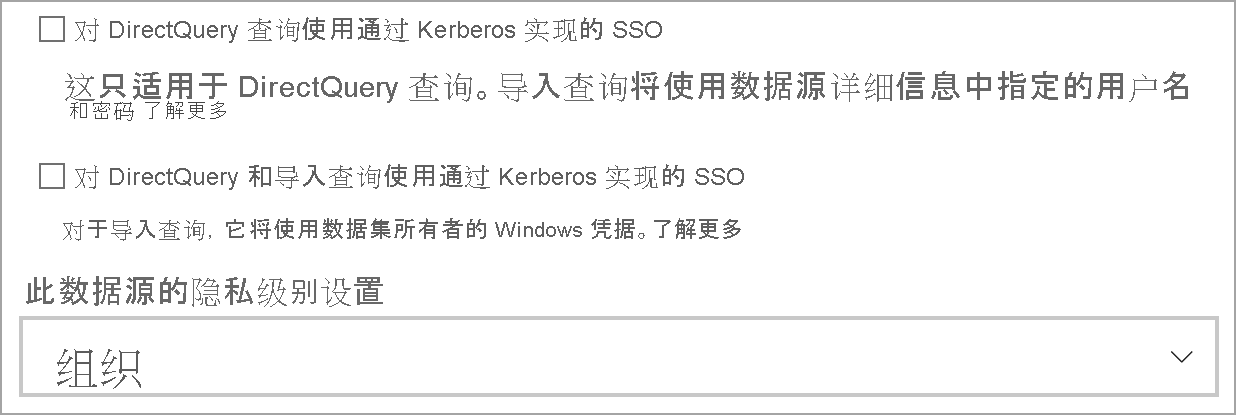 对 DirectQuery 查询使用通过 Kerberos 实现的 SSO
这只适用于 DirectQuery 查询。导入查询将使用数据源详细信息中指定的用户名
和密码 了解更多
对 DirectQuery 和导入查询使用通过 Kerberos 实现的 SSO
对于导入查询, 它将使用数据集所有者的 Windows 凭据。了解更多
此数据源的隐私级别设置
组织